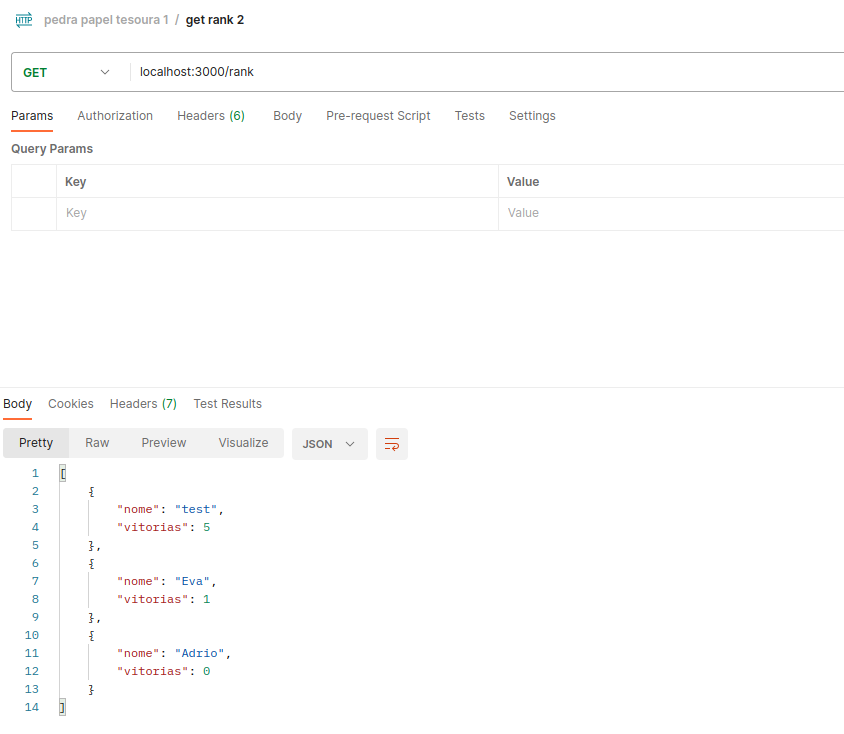 HTTP pedra papel tesoura 1 / get rank 2
GET localhost:3000/rank
Params Authorization Headers (6) Body Pre-request Script Tests Settings
Query Params
Key Value
Key Value
Body Cookies Headers (7) Test Results
Pretty Raw Preview Visualize JSON
1 [
2 {
3 "nome": "test",
4 "vitorias": 5
5 },
6 {
7 "nome": "Eva",
8 "vitorias": 1
9 },
10 {
11 "nome": "Adrio",
12 "vitorias": 0
13 }
14 ]